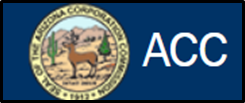 SEAL OF THE ARIZONA CORPORATION COMMISSION
1912
ACC